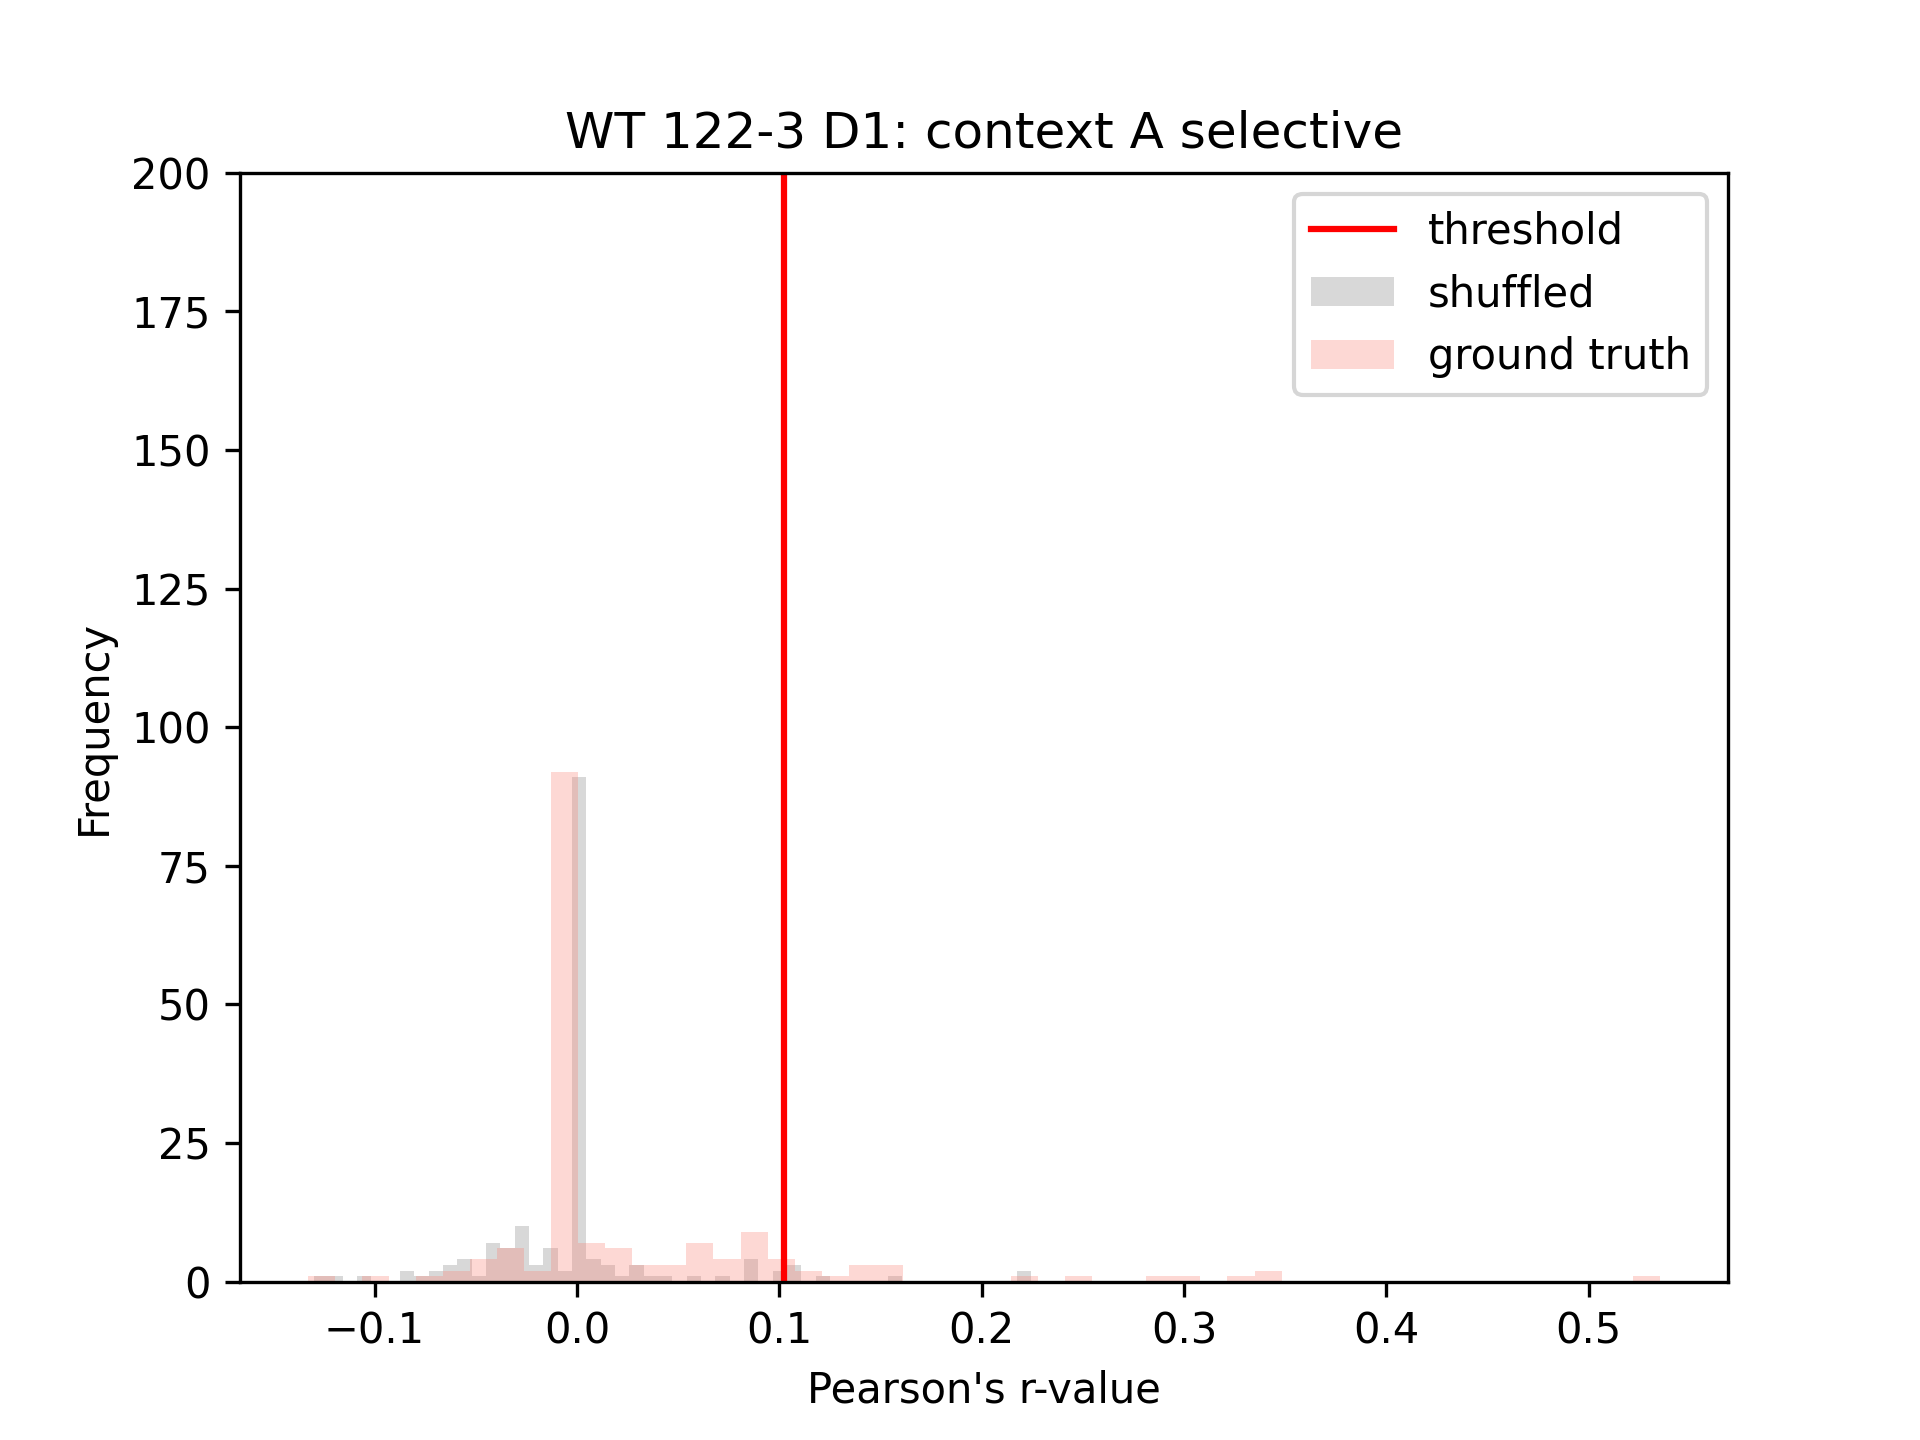 WT 122-3 D1: context A selective
threshold
shuffled
ground truth
200
175
150
125
100
75
50
25
0
Frequency
−0.1 0.0 0.1 0.2 0.3 0.4 0.5
Pearson's r-value